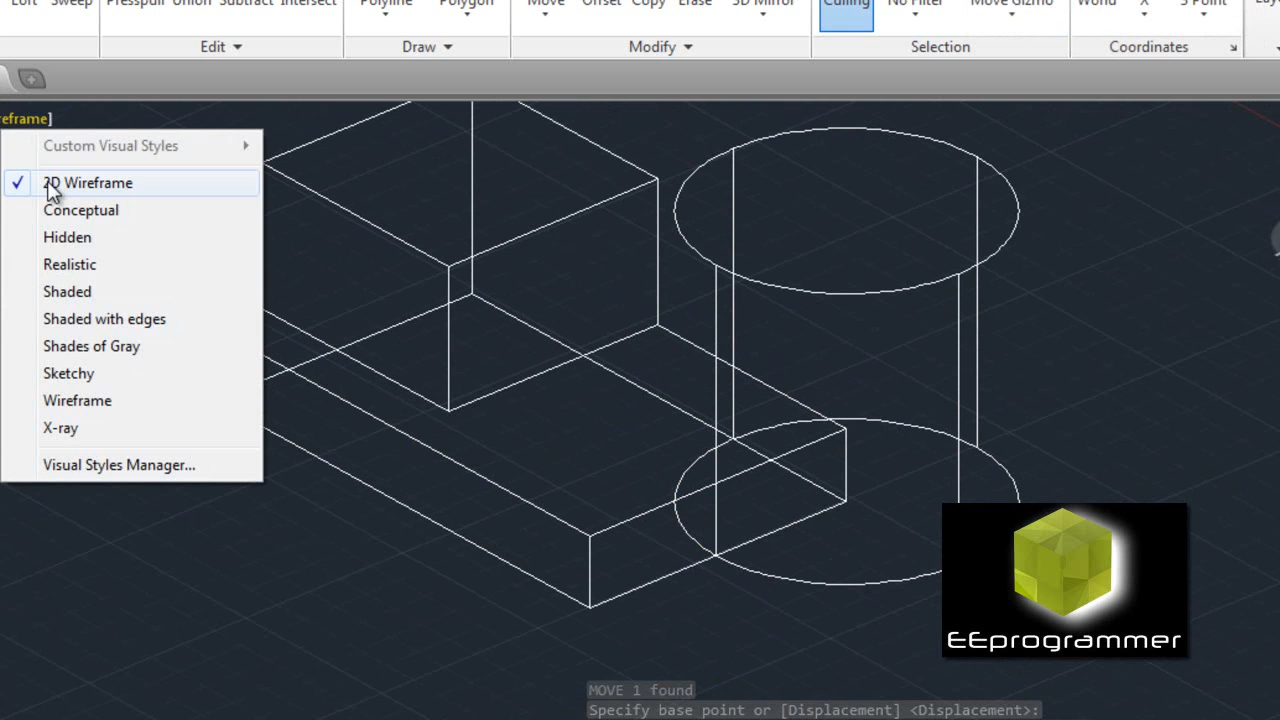 Loft Sweep Presspull Union Subtract Intersect Polyline Polygon Move Offset Copy Erase 3D Mirror Culling No Filter Move Gizmo World X 3 Point
Edit Draw Modify Selection Coordinates
eframe]
Custom Visual Styles
2D Wireframe
Conceptual
Hidden
Realistic
Shaded
Shaded with edges
Shades of Gray
Sketchy
Wireframe
X-ray
Visual Styles Manager...
EEprogrammer
MOVE 1 found
Specify base point or [Displacement] <Displacement>: